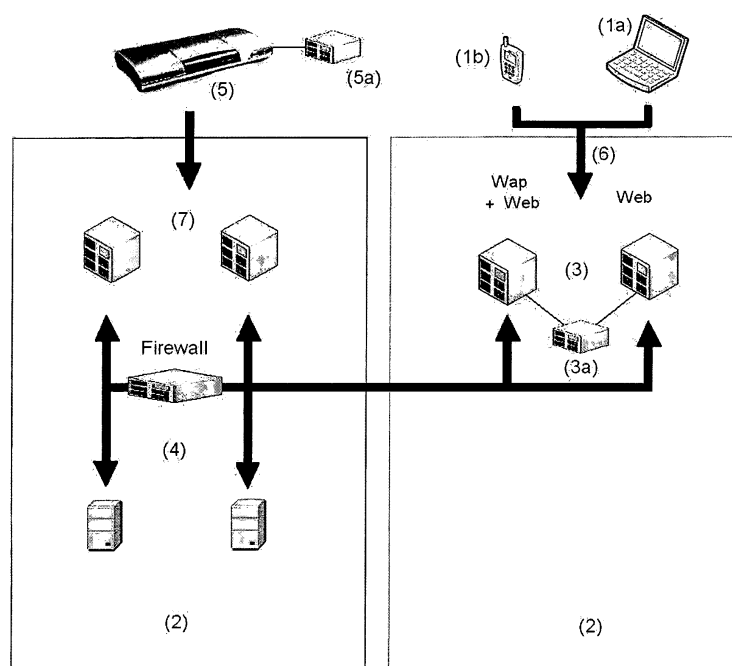 (1a)
(1b)
(5)
(5a)
(6)
Wap
+ Web
Web
(7)
(3)
Firewall
(3a)
(4)
(2)
(2)